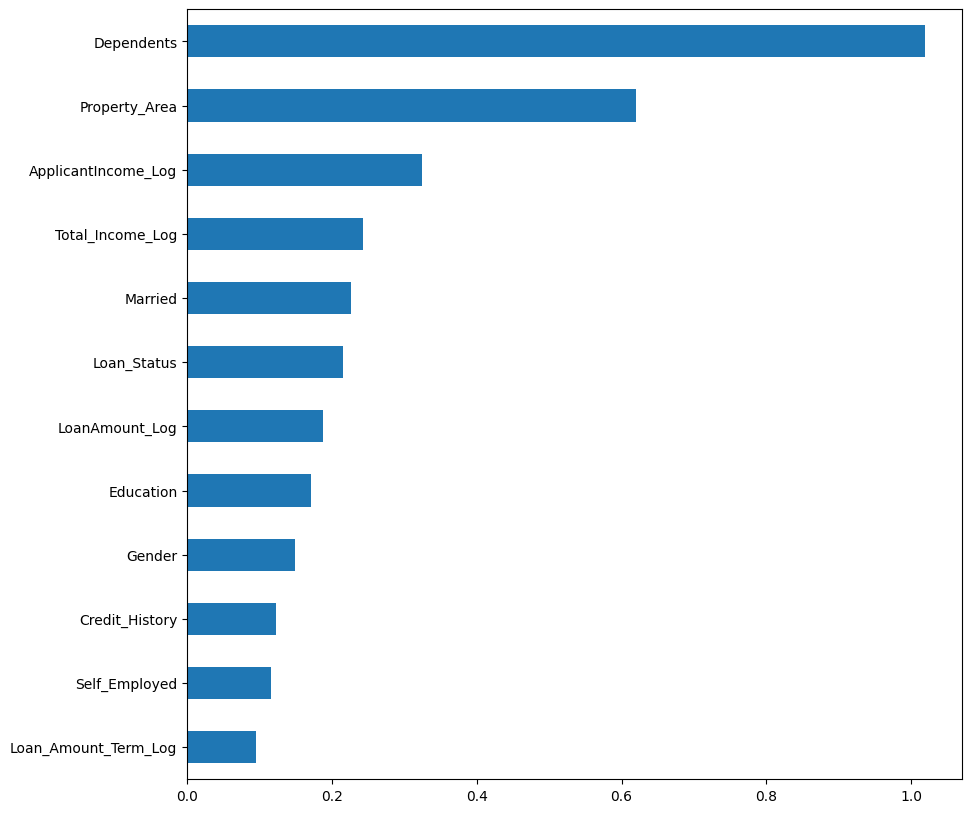 Dependents
Property_Area
ApplicantIncome_Log
Total_Income_Log
Married
Loan_Status
LoanAmount_Log
Education
Gender
Credit_History
Self_Employed
Loan_Amount_Term_Log
0.0 0.2 0.4 0.6 0.8 1.0